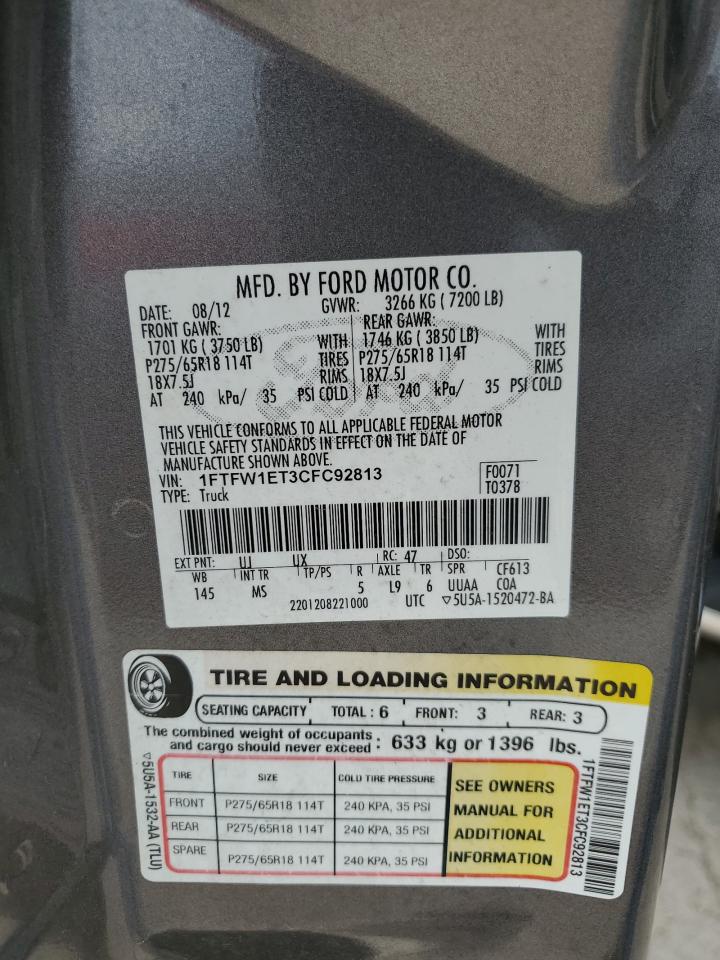 MFD. BY FORD MOTOR CO.
DATE: 08/12 GVWR: 3266 KG ( 7200 LB)
FRONT GAWR: REAR GAWR:
1701 KG ( 3750 LB) WITH 1746 KG ( 3850 LB) WITH
P275/65R18 114T TIRES P275/65R18 114T TIRES
18X7.5J RIMS 18X7.5J RIMS
AT 240 kPa/ 35 PSI COLD AT 240 kPa/ 35 PSI COLD
Ford
THIS VEHICLE CONFORMS TO ALL APPLICABLE FEDERAL MOTOR
VEHICLE SAFETY STANDARDS IN EFFECT ON THE DATE OF
MANUFACTURE SHOWN ABOVE.
VIN: 1FTFW1ET3CFC92813 F0071
TYPE: Truck T0378
EXT PNT: UJ UX RC: 47 DSO:
WB INT TR TP/PS R AXLE TR SPR CF613
145 MS 5 L9 6 UUAA COA
2201208221000 UTC ▽5U5A-1520472-BA
TIRE AND LOADING INFORMATION
SEATING CAPACITY TOTAL : 6 FRONT: 3 REAR: 3
The combined weight of occupants
and cargo should never exceed : 633 kg or 1396 lbs.
TIRE SIZE COLD TIRE PRESSURE
FRONT P275/65R18 114T 240 KPA, 35 PSI
REAR P275/65R18 114T 240 KPA, 35 PSI
SPARE P275/65R18 114T 240 KPA, 35 PSI
SEE OWNERS
MANUAL FOR
ADDITIONAL
INFORMATION
▽5U5A-1532-AA (TLU)
1FTFW1ET3CFC92813